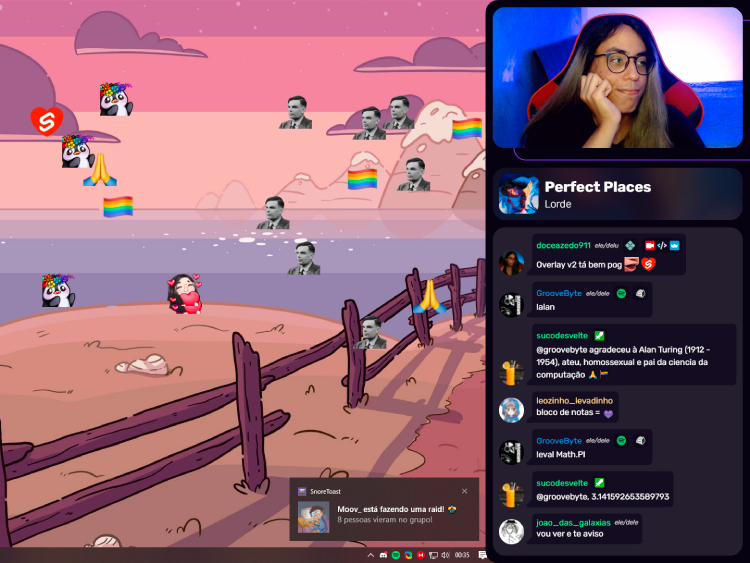 Perfect Places
Lorde
doceazedo911 ele/delu
Overlay v2 tá bem pog
GrooveByte ele/dele
lalan
sucodesvelte
@groovebyte agradeceu à Alan Turing (1912 -
1954), ateu, homossexual e pai da ciencia da
computação
leozinho_levadinho
bloco de notas =
GrooveByte ele/dele
leval Math.PI
sucodesvelte
@groovebyte, 3.141592653589793
joao_das_galaxias ele/dele
vou ver e te aviso
SnoreToast
Moov_ está fazendo uma raid!
8 pessoas vieram no grupo!
00:35